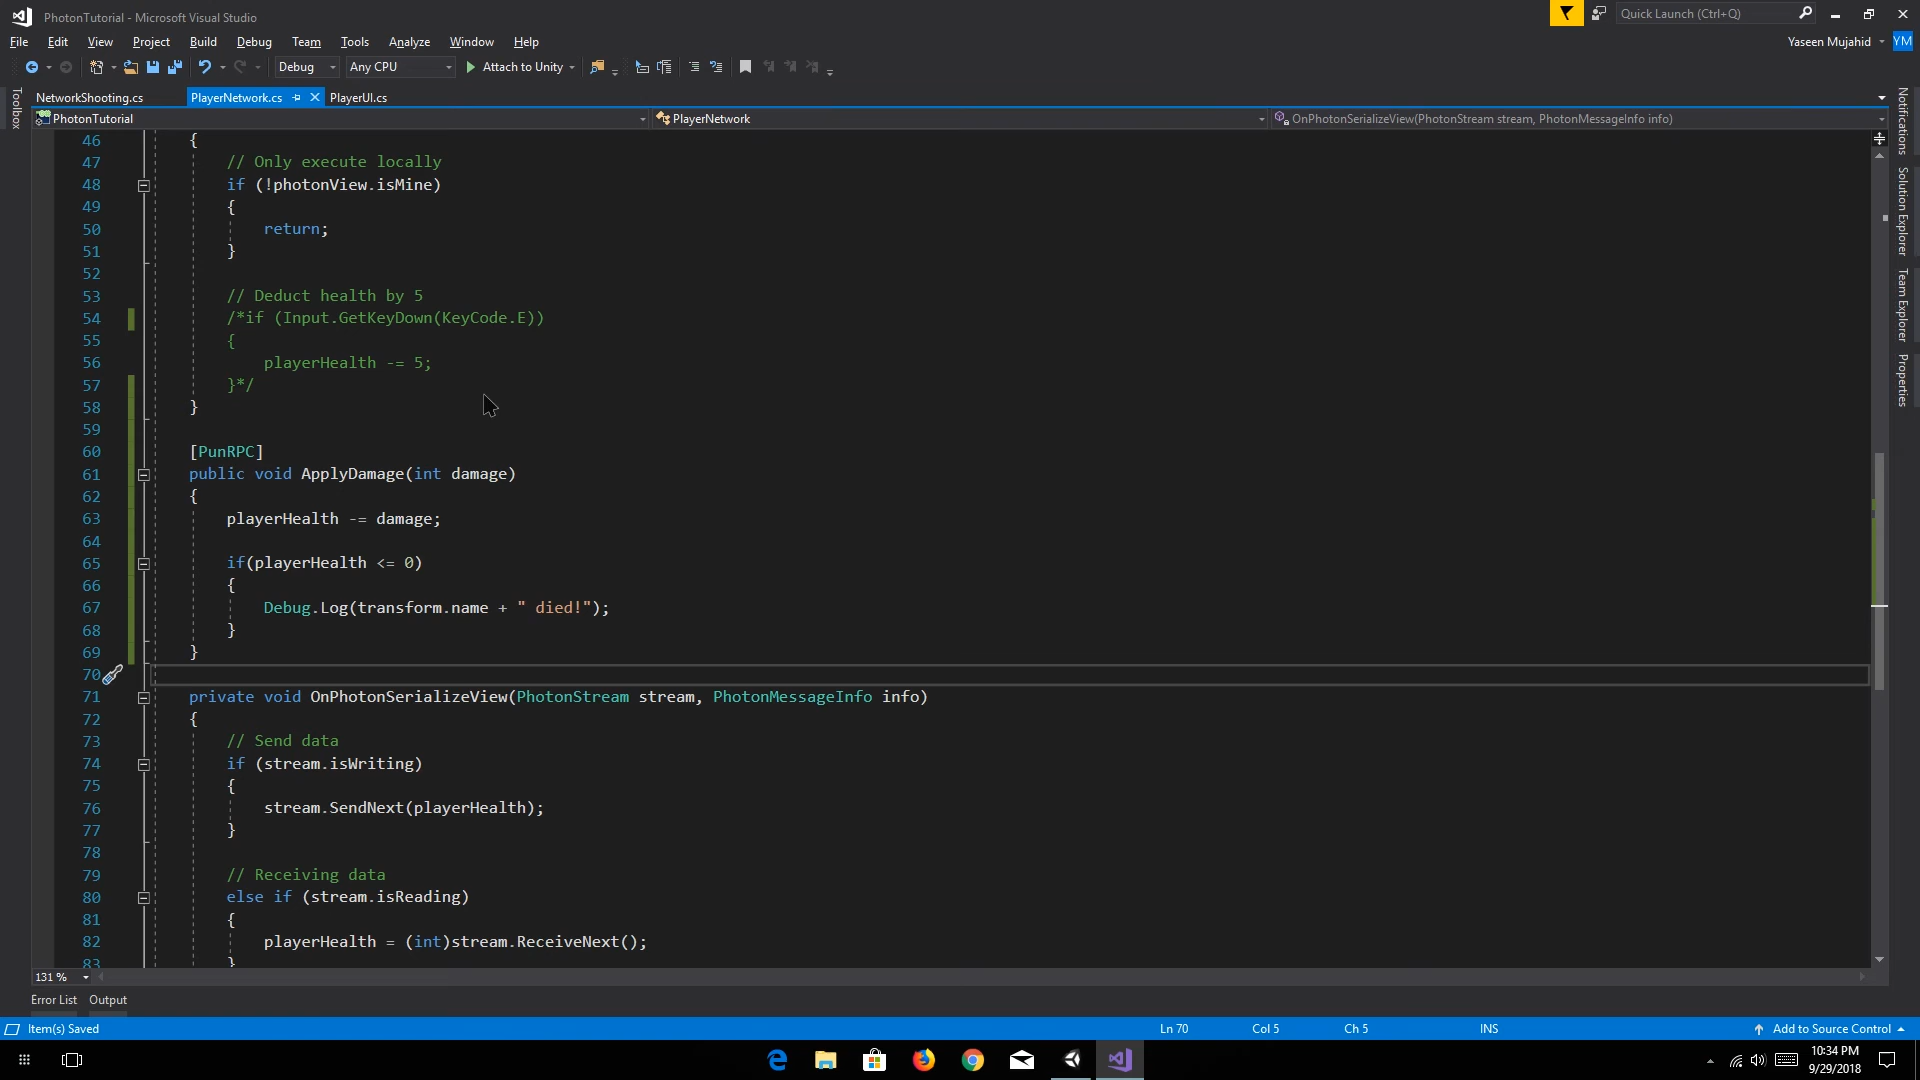 PhotonTutorial - Microsoft Visual Studio
Quick Launch (Ctrl+Q)
File Edit View Project Build Debug Team Tools Analyze Window Help
Yaseen Mujahid YM
Debug Any CPU Attach to Unity
NetworkShooting.cs PlayerNetwork.cs PlayerUI.cs
PhotonTutorial PlayerNetwork OnPhotonSerializeView(PhotonStream stream, PhotonMessageInfo info)
Toolbox
Notifications
Solution Explorer
Team Explorer
Properties
46 {
47 // Only execute locally
48 if (!photonView.isMine)
49 {
50 return;
51 }
52
53 // Deduct health by 5
54 /*if (Input.GetKeyDown(KeyCode.E))
55 {
56 playerHealth -= 5;
57 }*/
58 }
59
60 [PunRPC]
61 public void ApplyDamage(int damage)
62 {
63 playerHealth -= damage;
64
65 if(playerHealth <= 0)
66 {
67 Debug.Log(transform.name + " died!");
68 }
69 }
70
71 private void OnPhotonSerializeView(PhotonStream stream, PhotonMessageInfo info)
72 {
73 // Send data
74 if (stream.isWriting)
75 {
76 stream.SendNext(playerHealth);
77 }
78
79 // Receiving data
80 else if (stream.isReading)
81 {
82 playerHealth = (int)stream.ReceiveNext();
83 }
131 %
Error List Output
Item(s) Saved Ln 70 Col 5 Ch 5 INS Add to Source Control
10:34 PM
9/29/2018